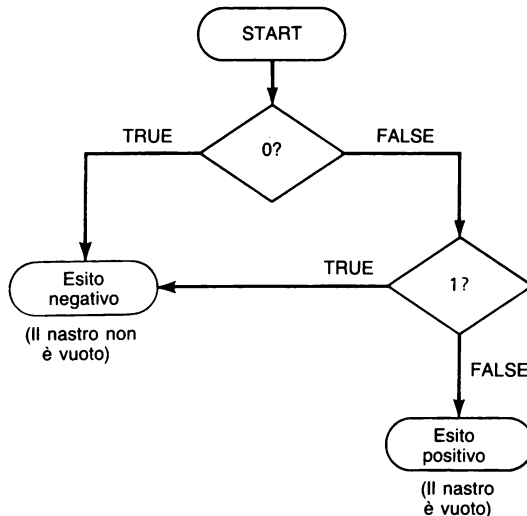 START
TRUE
0?
FALSE
Esito
negativo
(Il nastro non
è vuoto)
TRUE
1?
FALSE
Esito
positivo
(Il nastro
è vuoto)